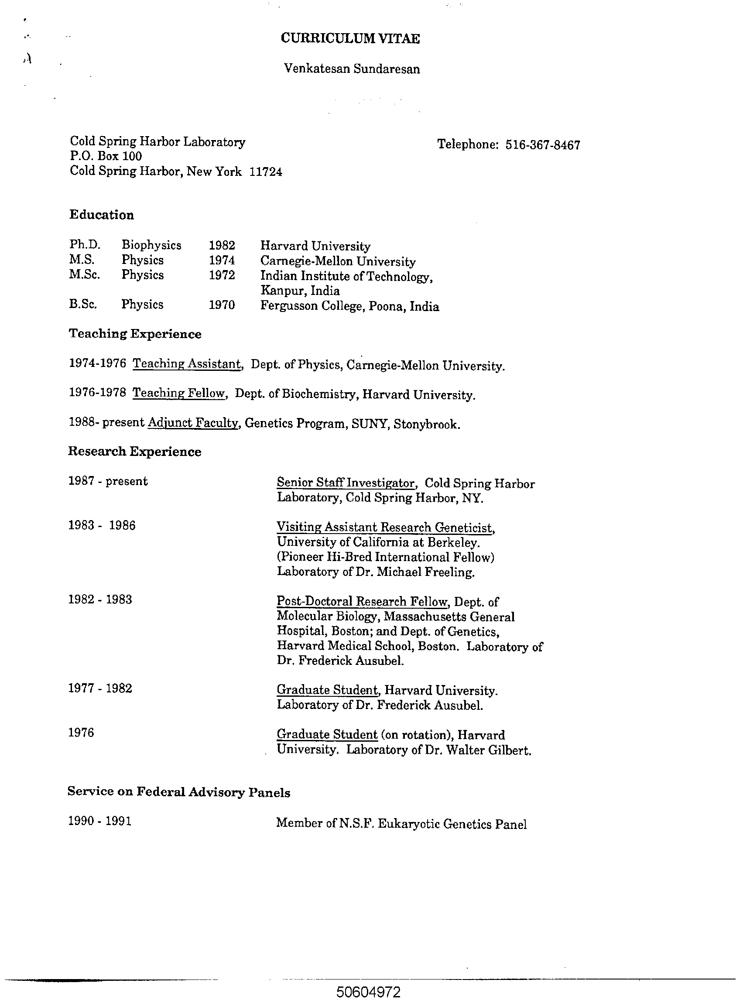 CURRICULUM VITAE
Venkatesan Sundaresan
Cold Spring Harbor Laboratory Telephone: 516-367-8467
P.O. Box 100
Cold Spring Harbor, New York 11724
Education
Ph.D. Biophysics 1982 Harvard University
M.S. Physics 1974 Carnegie-Mellon University
M.Sc. Physics 1972 Indian Institute of Technology,
Kanpur, India
B.Sc. Physics 1970 Fergusson College, Poona, India
Teaching Experience
1974-1976 Teaching Assistant, Dept. of Physics, Carnegie-Mellon University.
1976-1978 Teaching Fellow, Dept. of Biochemistry, Harvard University.
1988- present Adjunct Faculty, Genetics Program, SUNY, Stonybrook.
Research Experience
1987 - present Senior Staff Investigator, Cold Spring Harbor
Laboratory, Cold Spring Harbor, NY.
1983 - 1986 Visiting Assistant Research Geneticist,
University of California at Berkeley.
(Pioneer Hi-Bred International Fellow)
Laboratory of Dr. Michael Freeling.
1982 - 1983 Post-Doctoral Research Fellow, Dept. of
Molecular Biology, Massachusetts General
Hospital, Boston; and Dept. of Genetics,
Harvard Medical School, Boston. Laboratory of
Dr. Frederick Ausubel.
1977 - 1982 Graduate Student, Harvard University.
Laboratory of Dr. Frederick Ausubel.
1976 Graduate Student (on rotation), Harvard
University. Laboratory of Dr. Walter Gilbert.
Service on Federal Advisory Panels
1990 - 1991 Member of N.S.F. Eukaryotic Genetics Panel
50604972